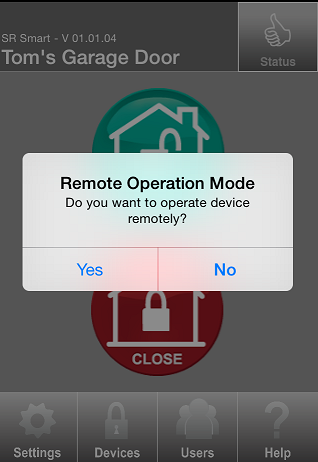 SR Smart - V 01.01.04
Tom's Garage Door
Status
Remote Operation Mode
Do you want to operate device
remotely?
Yes
No
CLOSE
Settings
Devices
Users
Help